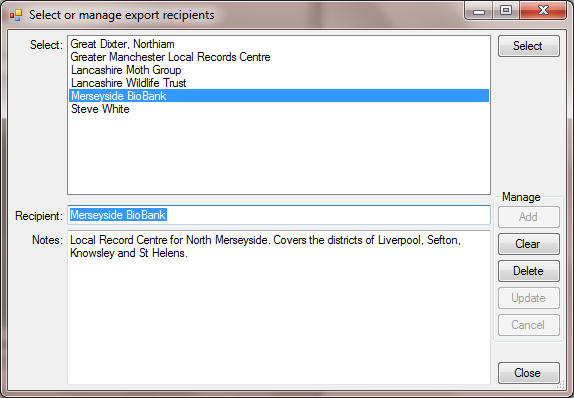 Select or manage export recipients
Select:
Great Dixter, Northiam
Greater Manchester Local Records Centre
Lancashire Moth Group
Lancashire Wildlife Trust
Merseyside BioBank
Steve White
Select
Recipient:
Merseyside BioBank
Notes:
Local Record Centre for North Merseyside. Covers the districts of Liverpool, Sefton,
Knowsley and St Helens.
Manage
Add
Clear
Delete
Update
Cancel
Close